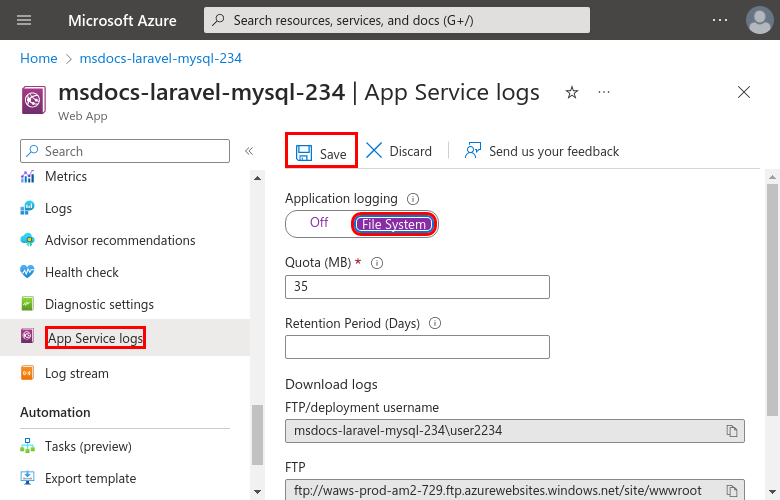 Microsoft Azure
Search resources, services, and docs (G+/)
Home > msdocs-laravel-mysql-234
msdocs-laravel-mysql-234 | App Service logs
Web App
Search
Metrics
Logs
Advisor recommendations
Health check
Diagnostic settings
App Service logs
Log stream
Automation
Tasks (preview)
Export template
Save
Discard
Send us your feedback
Application logging
Off
File System
Quota (MB) *
35
Retention Period (Days)
Download logs
FTP/deployment username
msdocs-laravel-mysql-234\user2234
FTP
ftp://waws-prod-am2-729.ftp.azurewebsites.windows.net/site/wwwroot